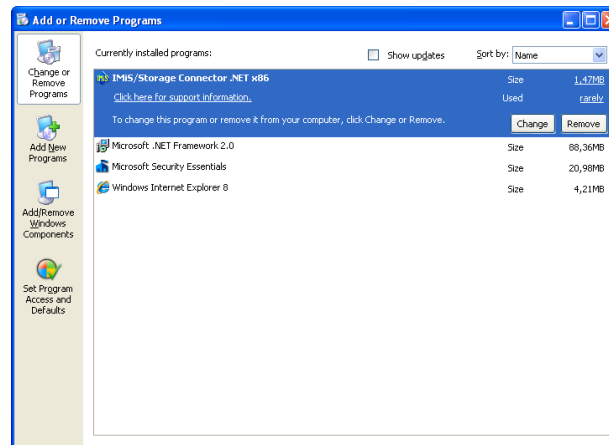 Add or Remove Programs
Change or
Remove
Programs
Add New
Programs
Add/Remove
Windows
Components
Set Program
Access and
Defaults
Currently installed programs:
Show updates
Sort by: Name
IMiS/Storage Connector .NET x86 Size 1,47MB
Click here for support information. Used rarely
To change this program or remove it from your computer, click Change or Remove. Change Remove
Microsoft .NET Framework 2.0 Size 88,36MB
Microsoft Security Essentials Size 20,98MB
Windows Internet Explorer 8 Size 4,21MB